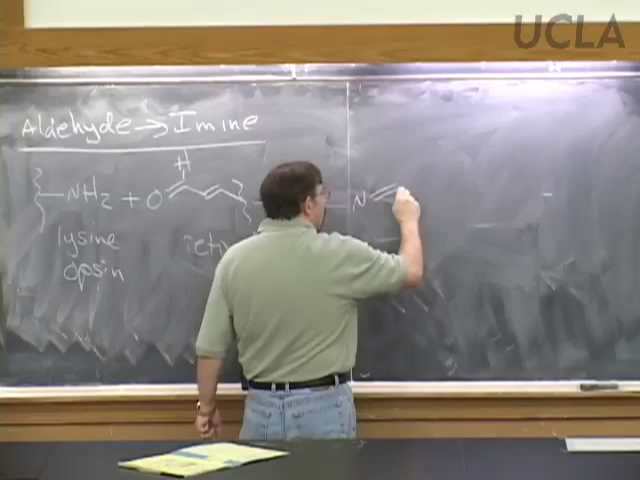 UCLA
Aldehyde → Imine
H
NH2 + O N
lysine
opsin